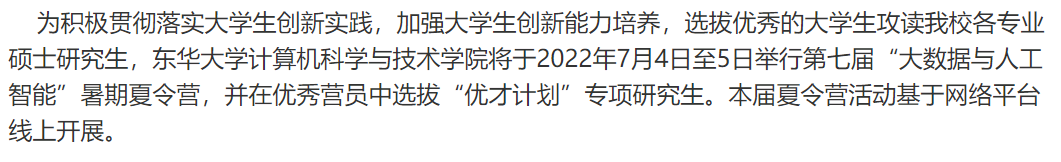 为积极贯彻落实大学生创新实践，加强大学生创新能力培养，选拔优秀的大学生攻读我校各专业
硕士研究生，东华大学计算机科学与技术学院将于2022年7月4日至5日举行第七届“大数据与人工
智能”暑期夏令营，并在优秀营员中选拔“优才计划”专项研究生。本届夏令营活动基于网络平台
线上开展。